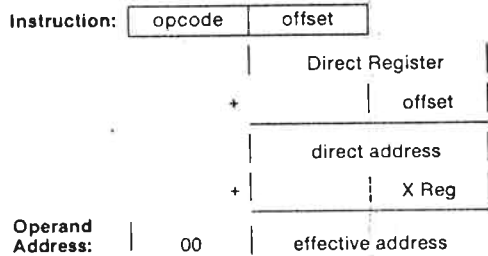 Instruction: opcode offset
Direct Register
+ offset
direct address
+ X Reg
Operand
Address: 00 effective address